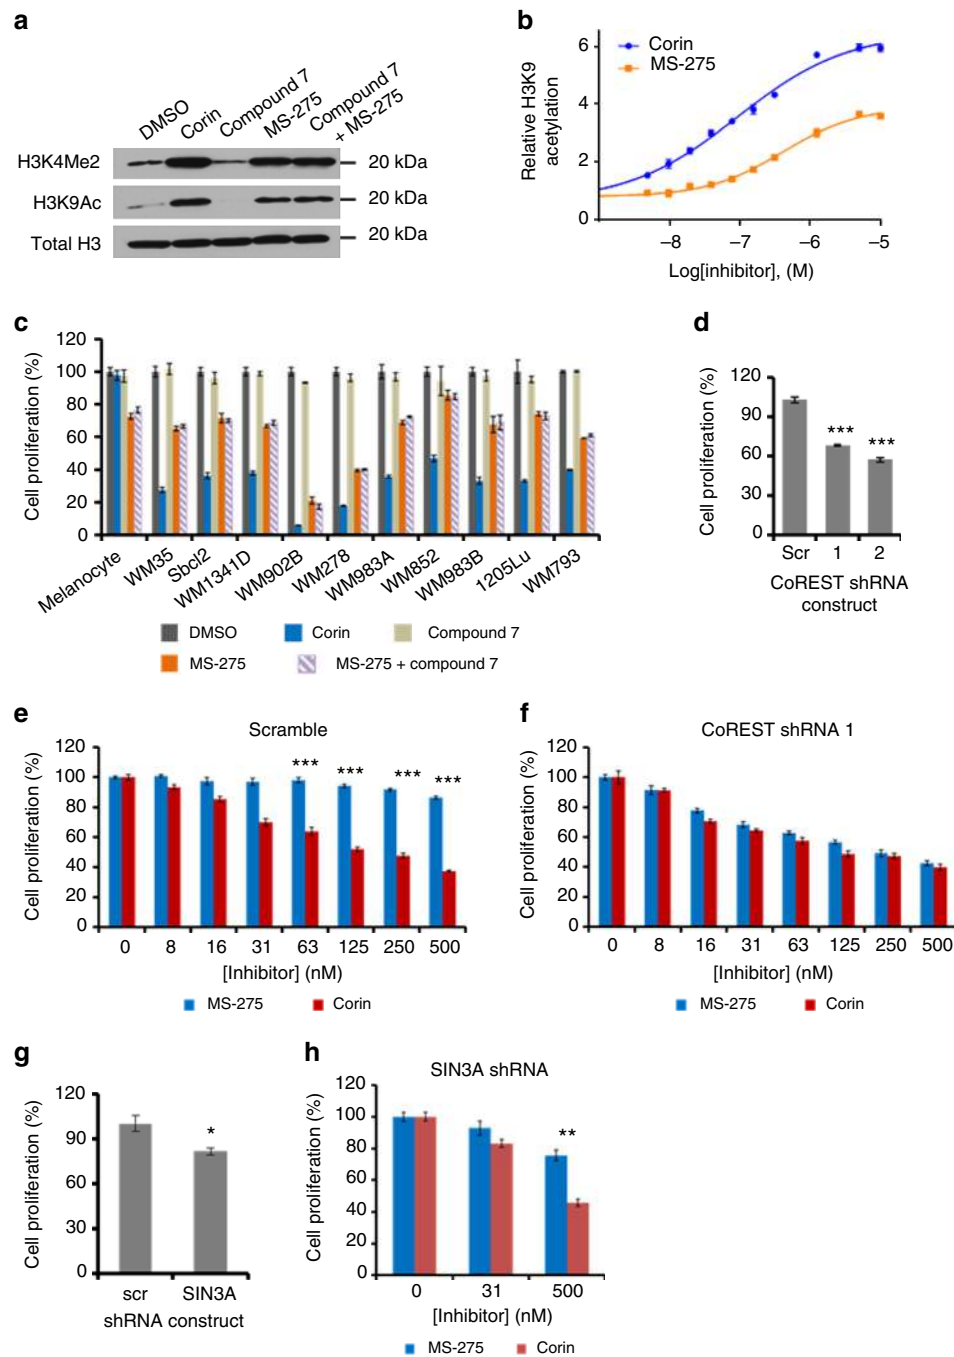 a
DMSO
Corin
Compound 7
MS-275
Compound 7
+ MS-275
H3K4Me2
20 kDa
H3K9Ac
20 kDa
Total H3
20 kDa
b
Relative H3K9
acetylation
6
4
2
0
Corin
MS-275
–8
–7
–6
–5
Log[inhibitor], (M)
c
Cell proliferation (%)
120
100
80
60
40
20
0
Melanocyte
WM35
Sbcl2
WM1341D
WM902B
WM278
WM983A
WM852
WM983B
1205Lu
WM793
DMSO
Corin
Compound 7
MS-275
MS-275 + compound 7
d
Cell proliferation (%)
120
90
60
30
0
***
***
Scr
1
2
CoREST shRNA
construct
e
Scramble
Cell proliferation (%)
120
100
80
60
40
20
0
***
***
***
***
0
8
16
31
63
125
250
500
[Inhibitor] (nM)
MS-275
Corin
f
CoREST shRNA 1
Cell proliferation (%)
120
100
80
60
40
20
0
0
8
16
31
63
125
250
500
[Inhibitor] (nM)
MS-275
Corin
g
Cell proliferation (%)
120
90
60
30
0
*
scr
SIN3A
shRNA construct
h
SIN3A shRNA
Cell proliferation (%)
120
100
80
60
40
20
0
**
0
31
500
[Inhibitor] (nM)
MS-275
Corin